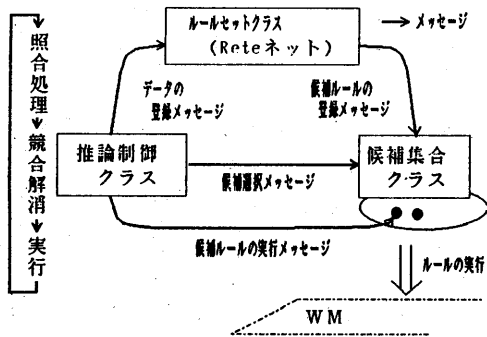 ルールセットクラス
(Reteネット)
→メッセージ
データの
登録メッセージ
候補ルールの
登録メッセージ
照合処理→競合解消→実行
推論制御
クラス
候補選択メッセージ
候補集合
クラス
候補ルールの実行メッセージ
ルールの実行
WM